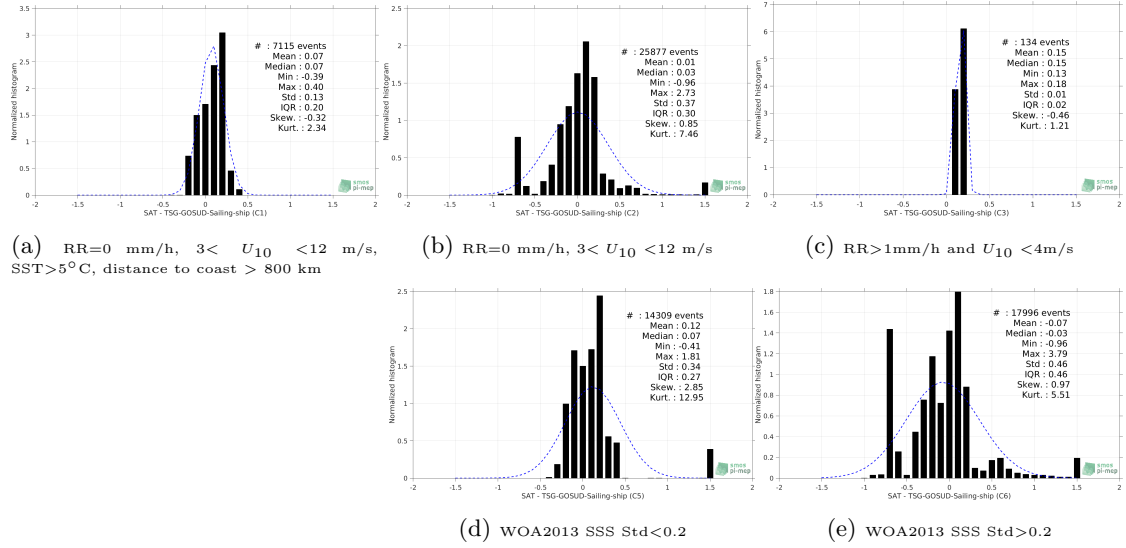 3.5
3
2.5
2
1.5
1
0.5
0
Normalized histogram
-2 -1.5 -1 -0.5 0 0.5 1 1.5 2
SAT - TSG-GOSUD-Sailing-ship (C1)
# : 7115 events
Mean : 0.07
Median : 0.07
Min : -0.39
Max : 0.40
Std : 0.13
IQR : 0.20
Skew. : -0.32
Kurt. : 2.34
smos
pi-mep
(a) RR=0 mm/h, 3< U10 <12 m/s,
SST>5°C, distance to coast > 800 km
2.5
2
1.5
1
0.5
0
Normalized histogram
-2 -1.5 -1 -0.5 0 0.5 1 1.5 2
SAT - TSG-GOSUD-Sailing-ship (C2)
# : 25877 events
Mean : 0.01
Median : 0.03
Min : -0.96
Max : 2.73
Std : 0.37
IQR : 0.30
Skew. : 0.85
Kurt. : 7.46
smos
pi-mep
(b) RR=0 mm/h, 3< U10 <12 m/s
7
6
5
4
3
2
1
0
Normalized histogram
-2 -1.5 -1 -0.5 0 0.5 1 1.5 2
SAT - TSG-GOSUD-Sailing-ship (C3)
# : 134 events
Mean : 0.15
Median : 0.15
Min : 0.13
Max : 0.18
Std : 0.01
IQR : 0.02
Skew. : -0.46
Kurt. : 1.21
smos
pi-mep
(c) RR>1mm/h and U10 <4m/s
2.5
2
1.5
1
0.5
0
Normalized histogram
-2 -1.5 -1 -0.5 0 0.5 1 1.5 2
SAT - TSG-GOSUD-Sailing-ship (C5)
# : 14309 events
Mean : 0.12
Median : 0.07
Min : -0.41
Max : 1.81
Std : 0.34
IQR : 0.27
Skew. : 2.85
Kurt. : 12.95
smos
pi-mep
(d) WOA2013 SSS Std<0.2
1.8
1.6
1.4
1.2
1
0.8
0.6
0.4
0.2
0
Normalized histogram
-2 -1.5 -1 -0.5 0 0.5 1 1.5 2
SAT - TSG-GOSUD-Sailing-ship (C6)
# : 17996 events
Mean : -0.07
Median : -0.03
Min : -0.96
Max : 3.79
Std : 0.46
IQR : 0.46
Skew. : 0.97
Kurt. : 5.51
smos
pi-mep
(e) WOA2013 SSS Std>0.2